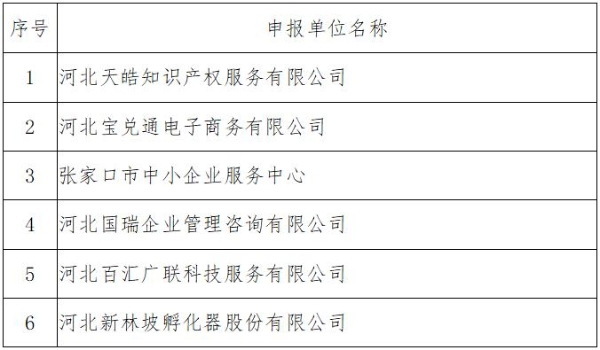 序号 申报单位名称
1 河北天皓知识产权服务有限公司
2 河北宝兑通电子商务有限公司
3 张家口市中小企业服务中心
4 河北国瑞企业管理咨询有限公司
5 河北百汇广联科技服务有限公司
6 河北新林坡孵化器股份有限公司